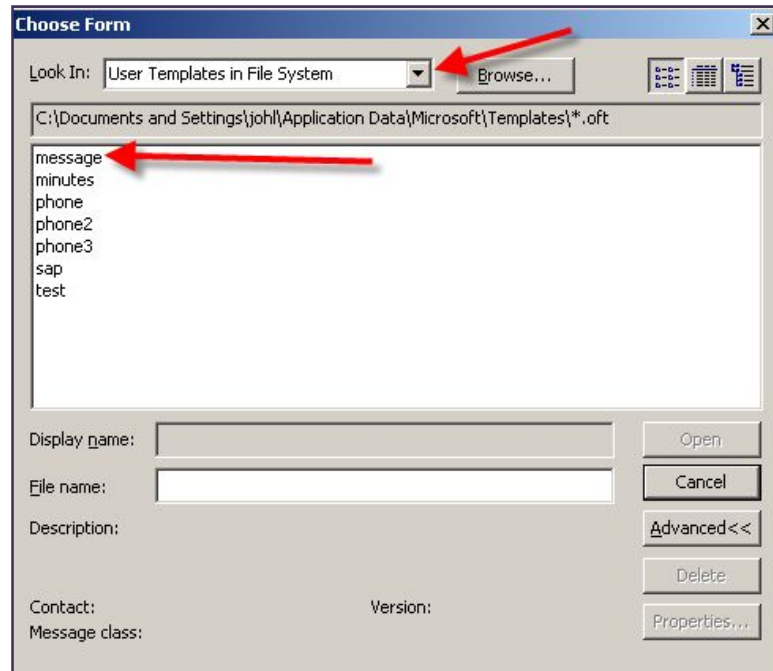 Choose Form
Look In: User Templates in File System Browse...
C:\Documents and Settings\johl\Application Data\Microsoft\Templates\*.oft
message
minutes
phone
phone2
phone3
sap
test
Display name: Open
File name: Cancel
Description: Advanced<<
Delete
Contact: Version: Properties...
Message class: